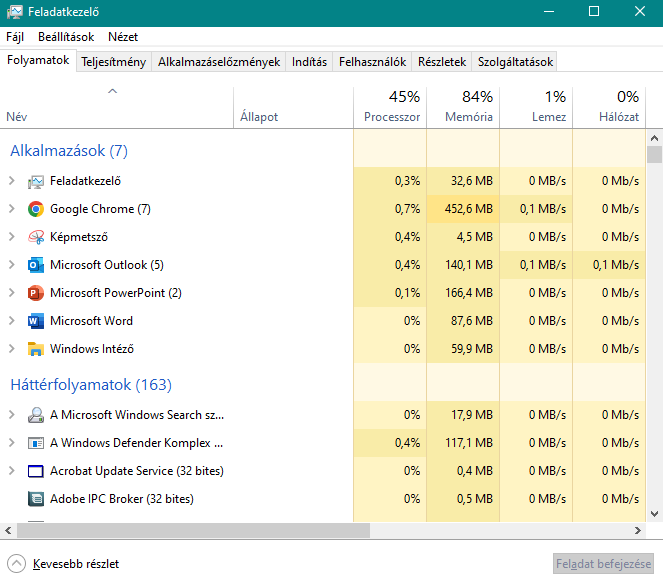 Feladatkezelő
Fájl Beállítások Nézet
Folyamatok Teljesítmény Alkalmazáselőzmények Indítás Felhasználók Részletek Szolgáltatások
45% 84% 1% 0%
Név Állapot Processzor Memória Lemez Hálózat
Alkalmazások (7)
Feladatkezelő 0,3% 32,6 MB 0 MB/s 0 Mb/s
Google Chrome (7) 0,7% 452,6 MB 0,1 MB/s 0 Mb/s
Képmetsző 0,4% 4,5 MB 0 MB/s 0 Mb/s
Microsoft Outlook (5) 0,4% 140,1 MB 0,1 MB/s 0,1 Mb/s
Microsoft PowerPoint (2) 0,1% 166,4 MB 0 MB/s 0 Mb/s
Microsoft Word 0% 87,6 MB 0 MB/s 0 Mb/s
Windows Intéző 0% 59,9 MB 0 MB/s 0 Mb/s
Háttérfolyamatok (163)
A Microsoft Windows Search sz... 0% 17,9 MB 0 MB/s 0 Mb/s
A Windows Defender Komplex ... 0,4% 117,1 MB 0 MB/s 0 Mb/s
Acrobat Update Service (32 bites) 0% 0,4 MB 0 MB/s 0 Mb/s
Adobe IPC Broker (32 bites) 0% 0,5 MB 0 MB/s 0 Mb/s
Kevesebb részlet Feladat befejezése